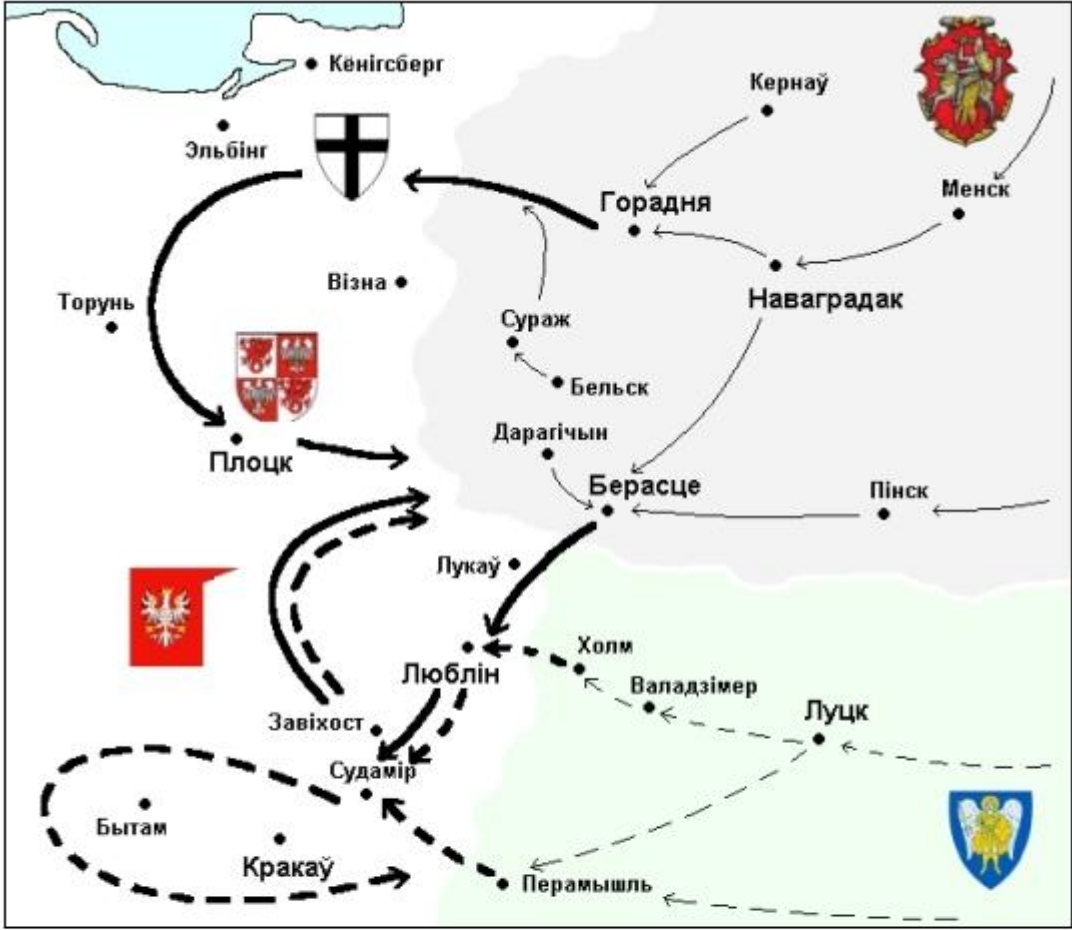 Кёнігсберг
Кернаў
Эльбінг
Менск
Горадня
Візна
Наваградак
Торунь
Сураж
Бельск
Дарагічын
Плоцк
Берасце
Пінск
Лукаў
Холм
Люблін
Валадзімер
Луцк
Завіхост
Судамір
Бытам
Кракаў
Перамышль